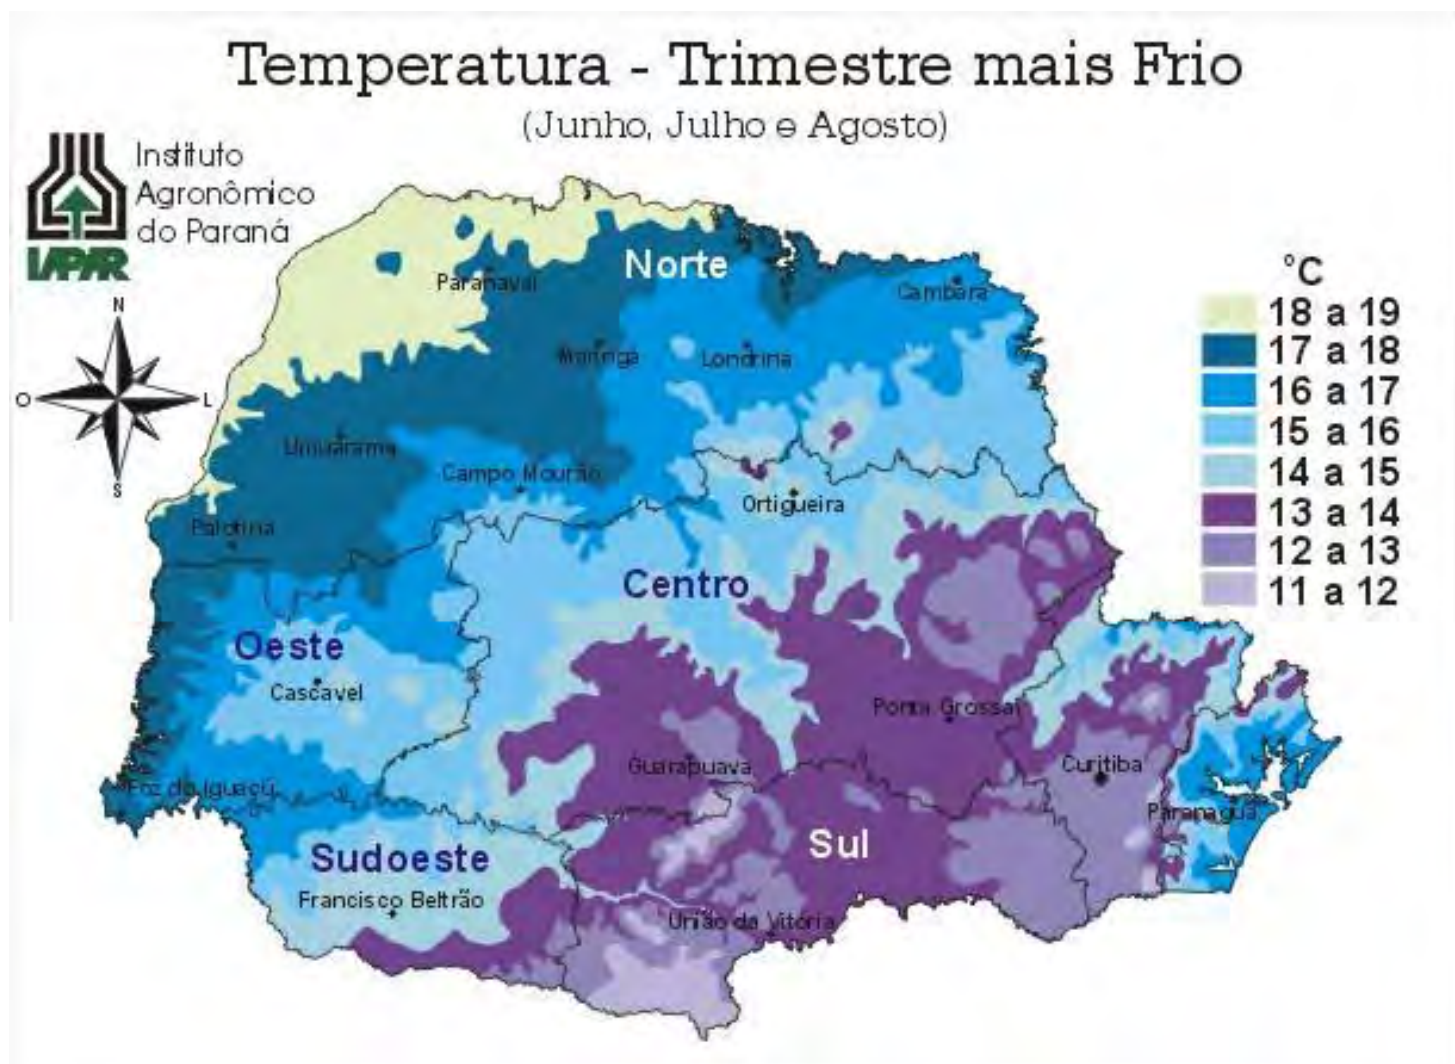 Temperatura - Trimestre mais Frio
(Junho, Julho e Agosto)
Instituto
Agronômico
do Paraná
IAPAR
N
O
L
S
Norte
Paranavaí
Cambará
Maringa
Londrina
Umuarama
Campo Mourão
Ortigueira
Palotina
Centro
Oeste
Cascavel
Ponta Grossa
Guarapuava
Curitiba
Foz do Iguaçú
Paranaguá
Sudoeste
Sul
Francisco Beltrão
União da Vitória
°C
18 a 19
17 a 18
16 a 17
15 a 16
14 a 15
13 a 14
12 a 13
11 a 12